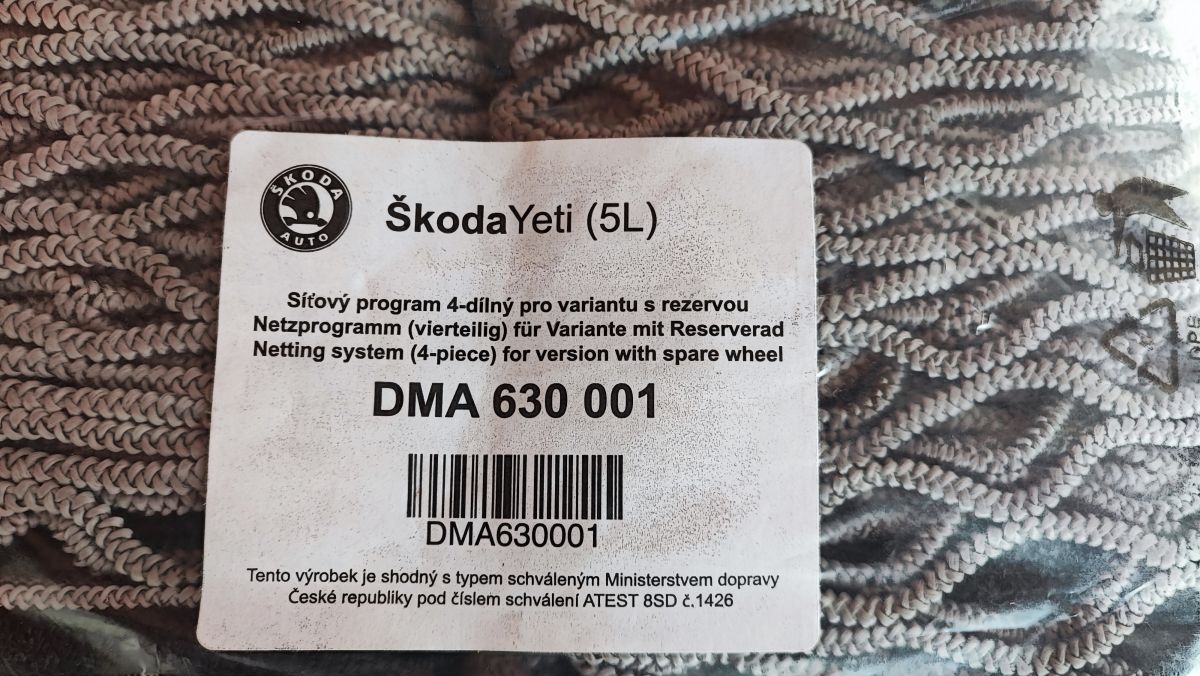 ŠKODA
AUTO
ŠkodaYeti (5L)
Síťový program 4-dílný pro variantu s rezervou
Netzprogramm (vierteilig) für Variante mit Reserverad
Netting system (4-piece) for version with spare wheel
DMA 630 001
DMA630001
Tento výrobek je shodný s typem schváleným Ministerstvem dopravy
České republiky pod číslem schválení ATEST 8SD č.1426